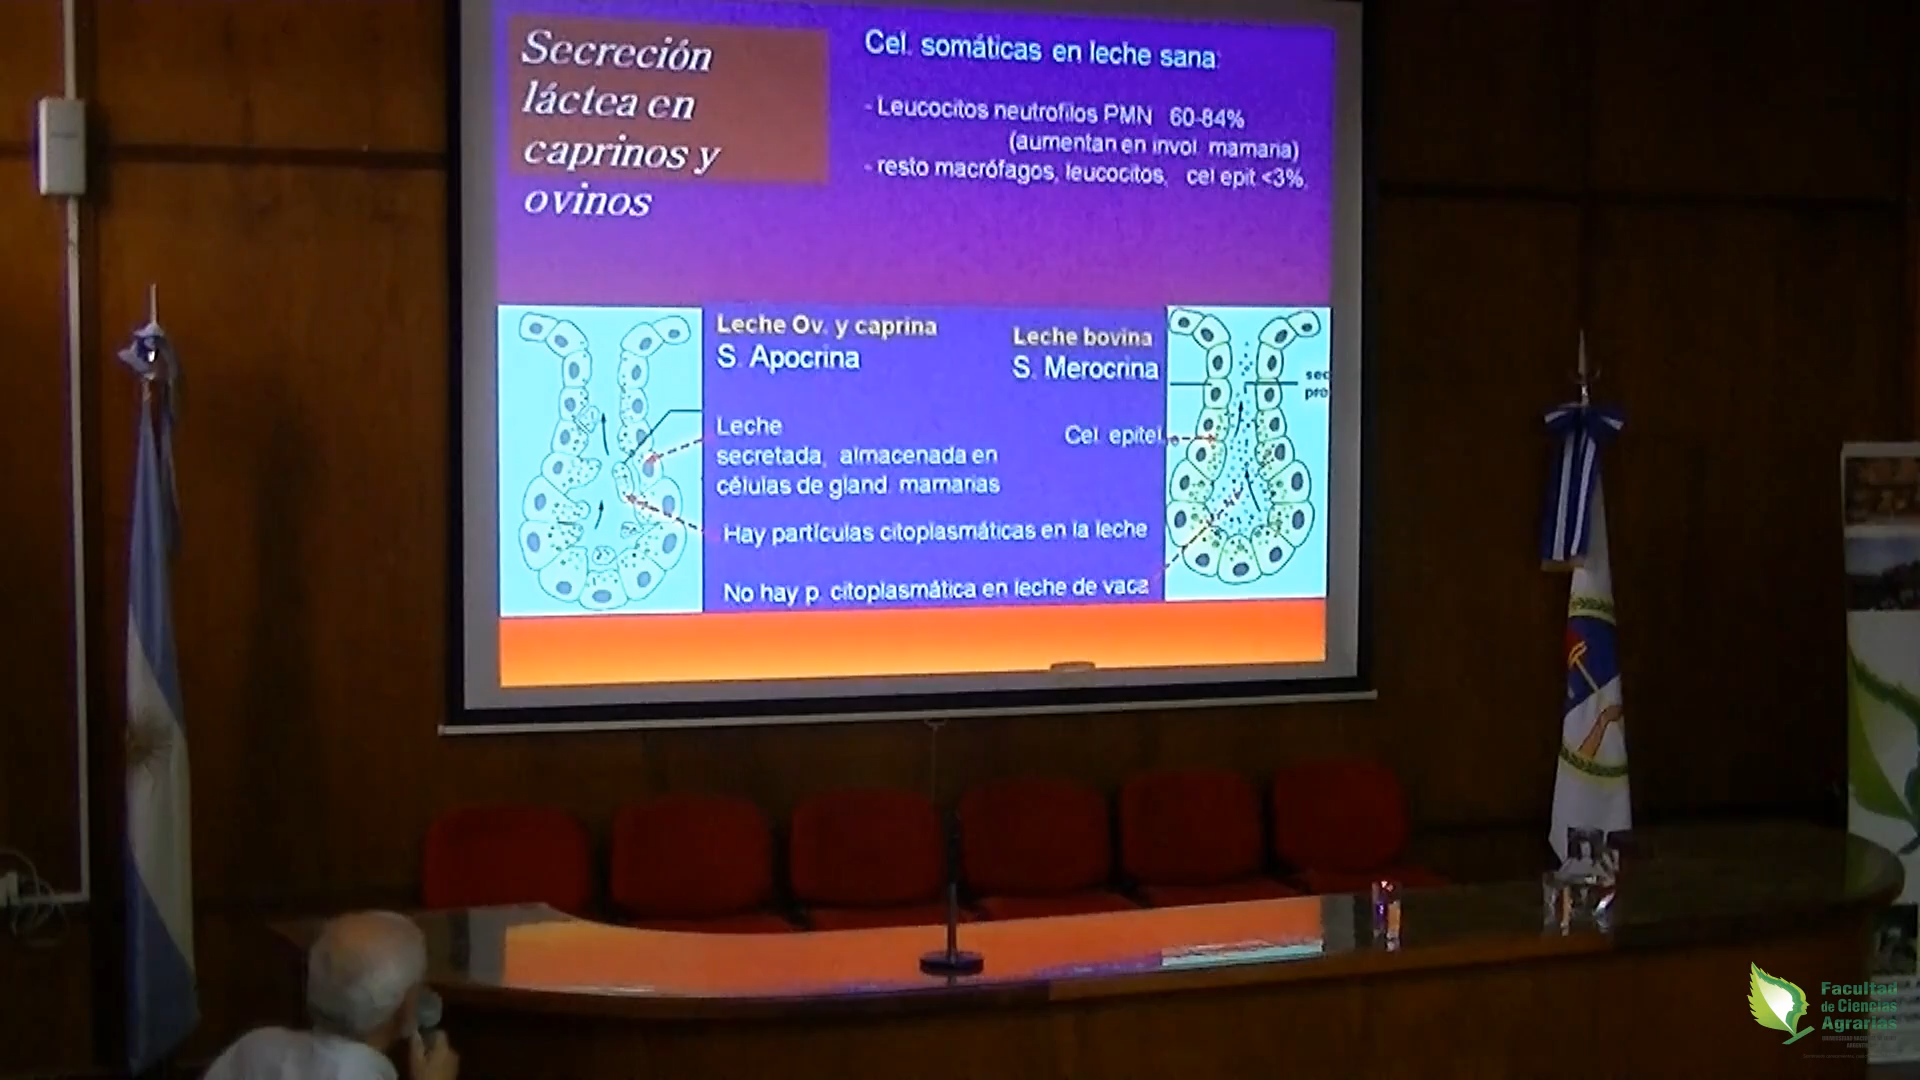 Secreción
láctea en
caprinos y
ovinos
Cel. somáticas en leche sana:
- Leucocitos neutrofilos PMN 60-84%
(aumentan en invol. mamaria)
- resto macrófagos, leucocitos, cel epit <3%.
Leche Ov. y caprina
S. Apocrina
Leche bovina
S. Merocrina
sec
pro
Leche
secretada, almacenada en
células de gland. mamarias
Cel. epitel.
Hay partículas citoplasmáticas en la leche
No hay p. citoplasmática en leche de vaca
Facultad
de Ciencias
Agrarias